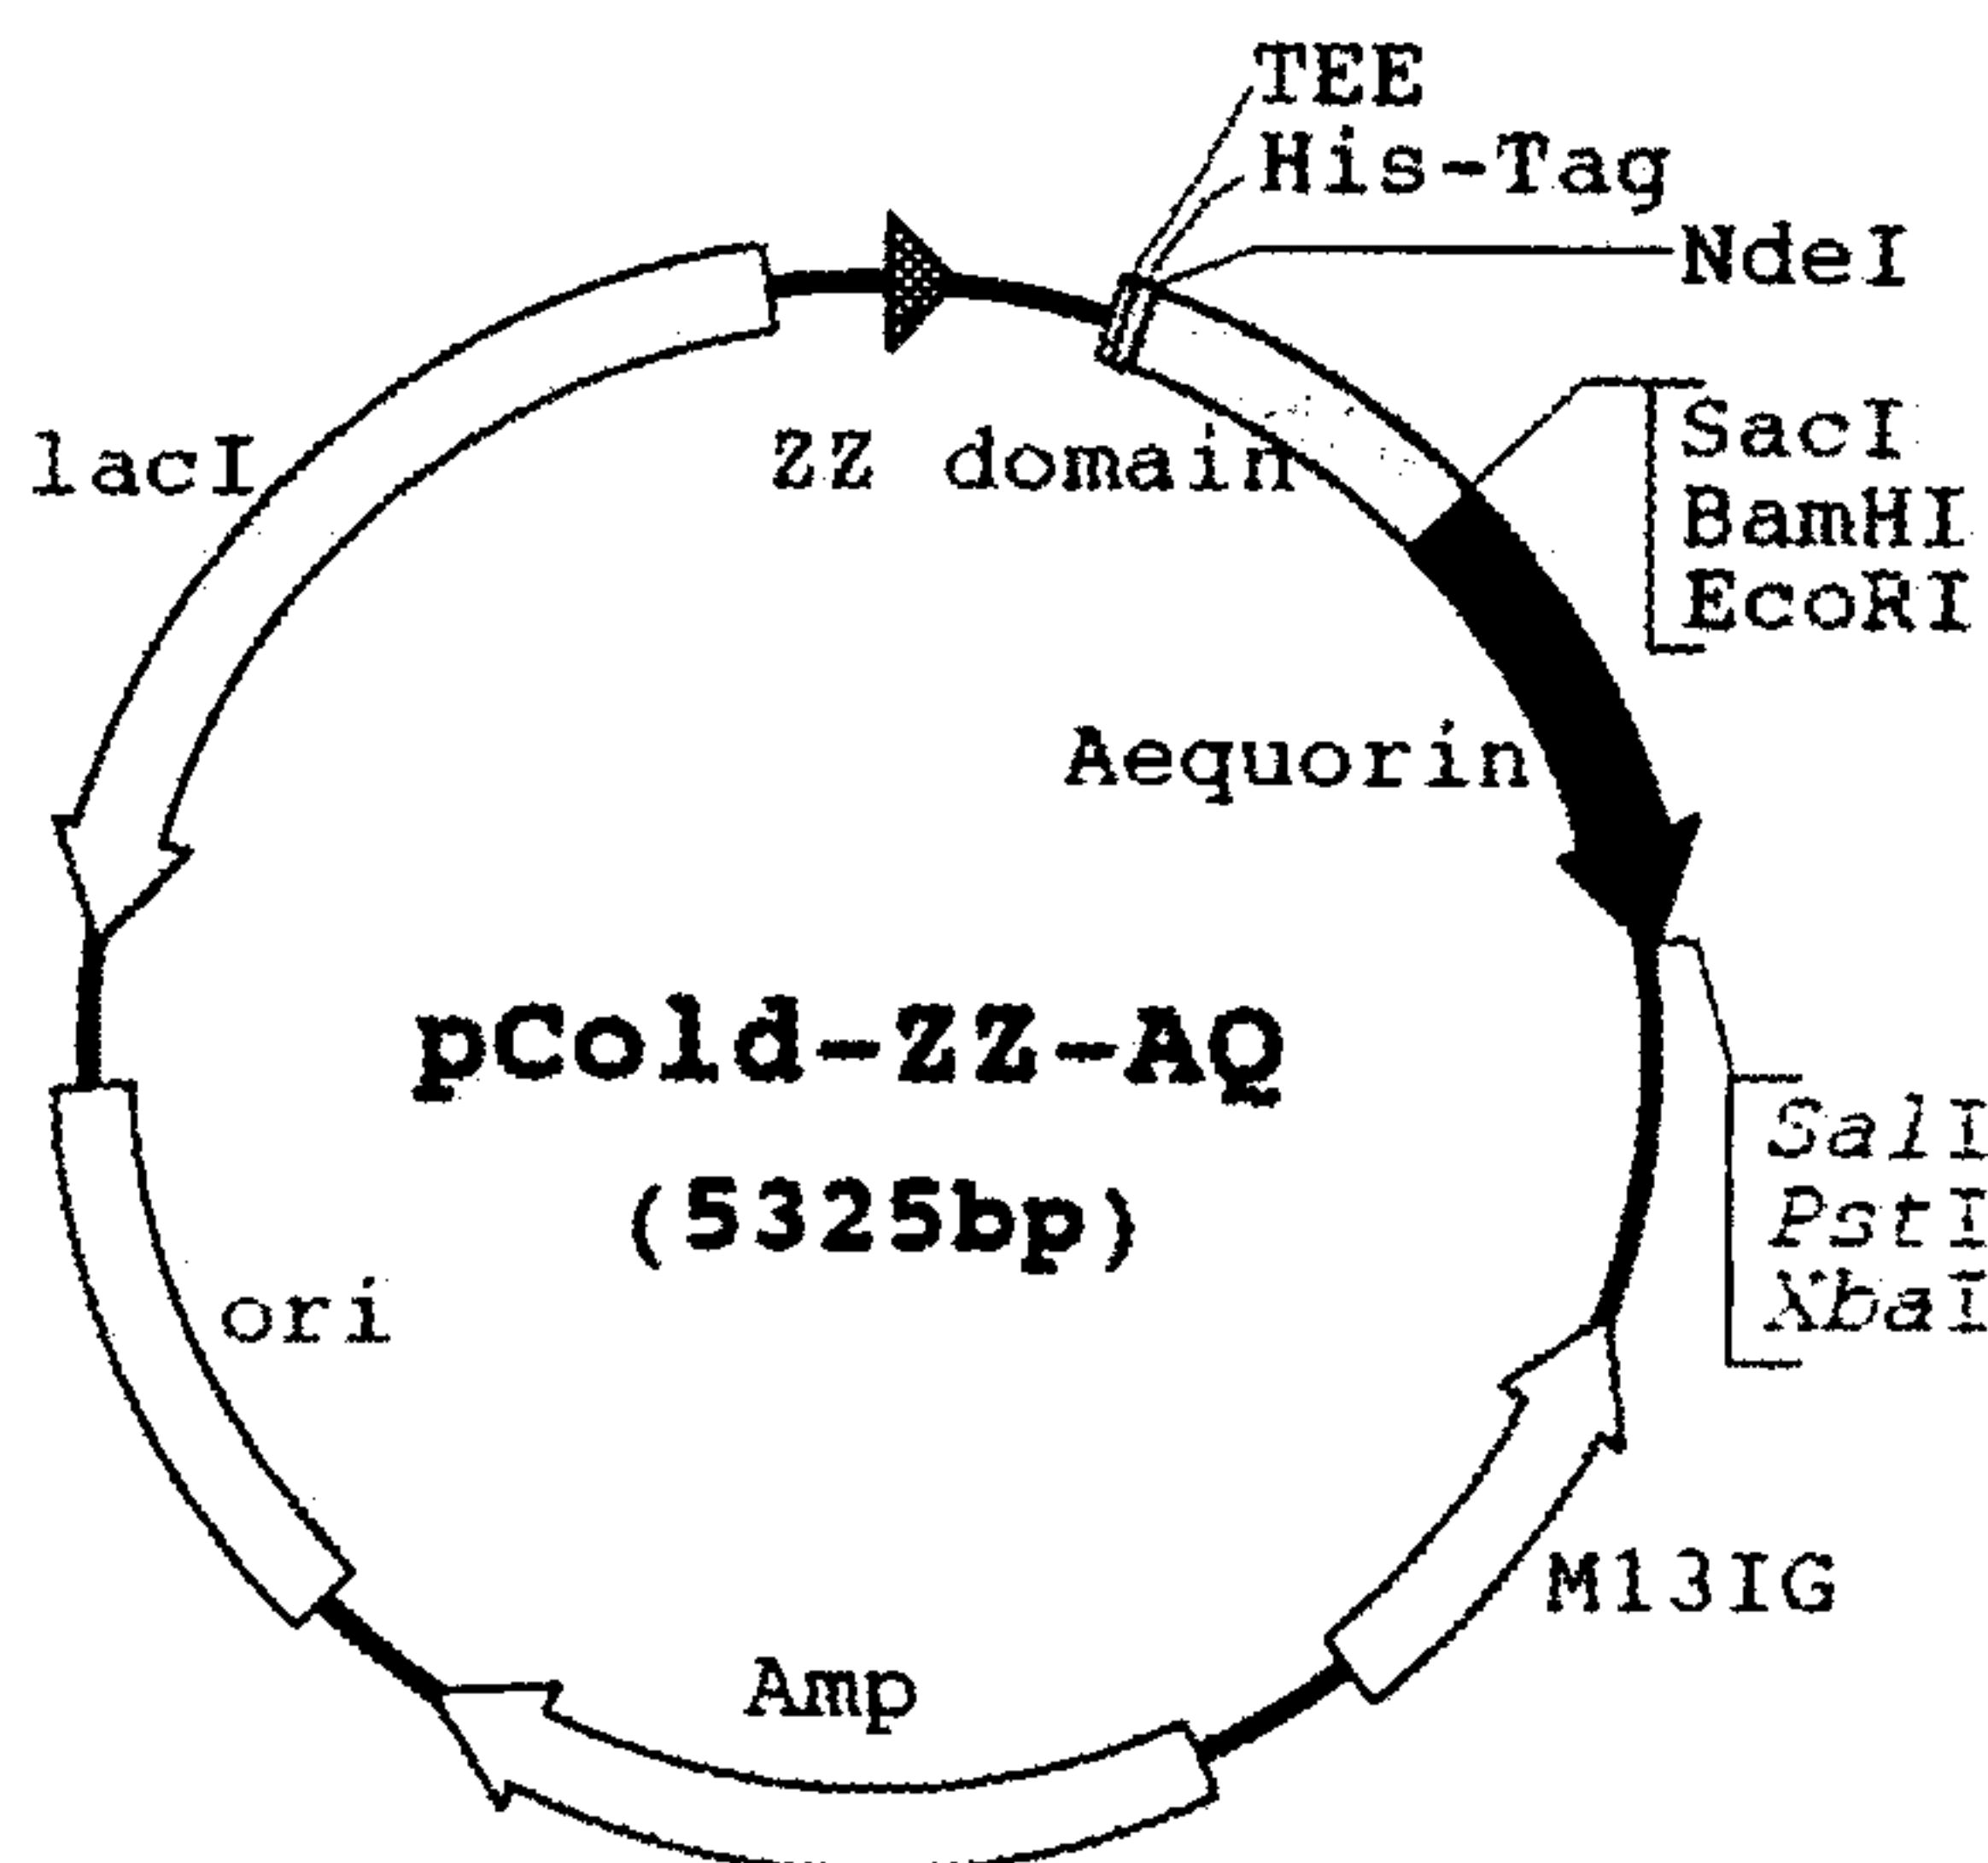 TEE
His-Tag
NdeI
lacI
ZZ domain
SacI
BamHI
EcoRI
Aequorin
pCold-ZZ-AQ
(5325bp)
SalI
PstI
XbaI
ori
M13IG
Amp